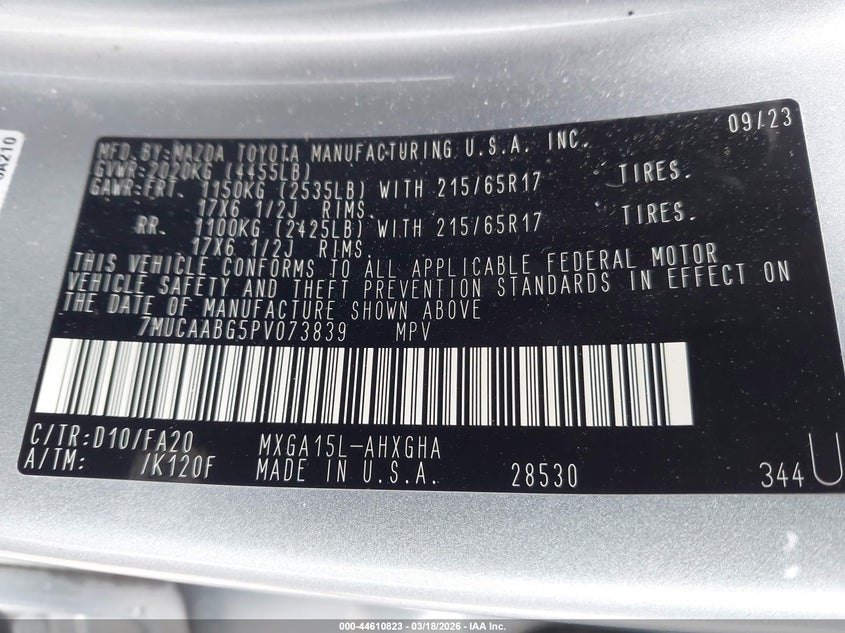 09/23
MFD.BY:MAZDA TOYOTA MANUFACTURING U.S.A. INC.
GVWR:2020KG (4455LB)
GAWR:FRT. 1150KG (2535LB) WITH 215/65R17 TIRES.
17X6 1/2J RIMS.
RR. 1100KG (2425LB) WITH 215/65R17 TIRES.
17X6 1/2J RIMS.
THIS VEHICLE CONFORMS TO ALL APPLICABLE FEDERAL MOTOR
VEHICLE SAFETY AND THEFT PREVENTION STANDARDS IN EFFECT ON
THE DATE OF MANUFACTURE SHOWN ABOVE
7MUCAABG5PV073839 MPV
C/TR:D10/FA20 MXGA15L-AHXGHA
A/TM: /K120F MADE IN U.S.A. 28530 344 U
000-44610823 - 03/18/2026 - IAA Inc.